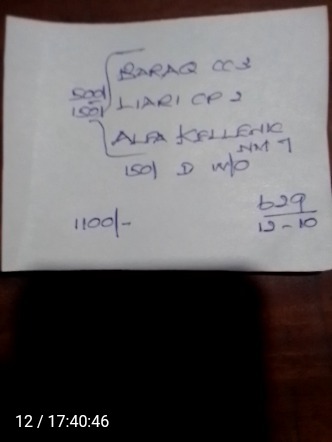 BARAQ CC3
500/
150/ LIARI CP 2
ALFA KELLENIC
NM 7
150/ D W/O
1100/-
629
12-10
12 / 17:40:46